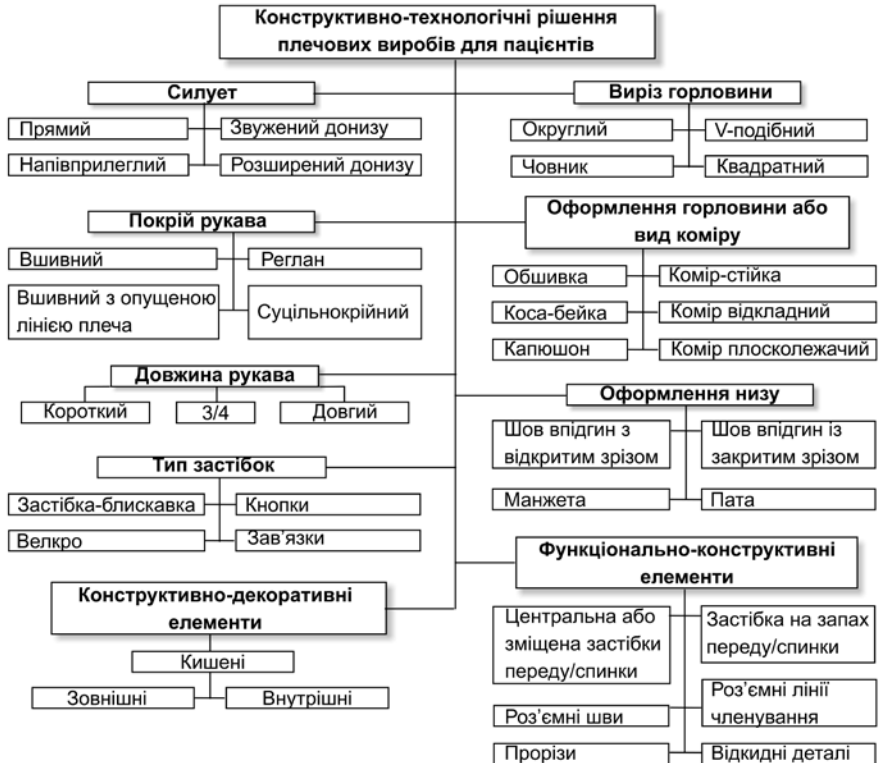 Конструктивно-технологічні рішення
плечових виробів для пацієнтів
Силует
Прямий
Звужений донизу
Напівприлеглий
Розширений донизу
Виріз горловини
Округлий
V-подібний
Човник
Квадратний
Покрій рукава
Вшивний
Реглан
Вшивний з опущеною
лінією плеча
Суцільнокрійний
Оформлення горловини або
вид коміру
Обшивка
Комір-стійка
Коса-бейка
Комір відкладний
Капюшон
Комір плосколежачий
Довжина рукава
Короткий
3/4
Довгий
Оформлення низу
Шов впідгин з
відкритим зрізом
Шов впідгин із
закритим зрізом
Манжета
Пата
Тип застібок
Застібка-блискавка
Кнопки
Велкро
Зав’язки
Функціонально-конструктивні
елементи
Центральна або
зміщена застібки
переду/спинки
Застібка на запах
переду/спинки
Роз’ємні шви
Роз’ємні лінії
членування
Прорізи
Відкидні деталі
Конструктивно-декоративні
елементи
Кишені
Зовнішні
Внутрішні